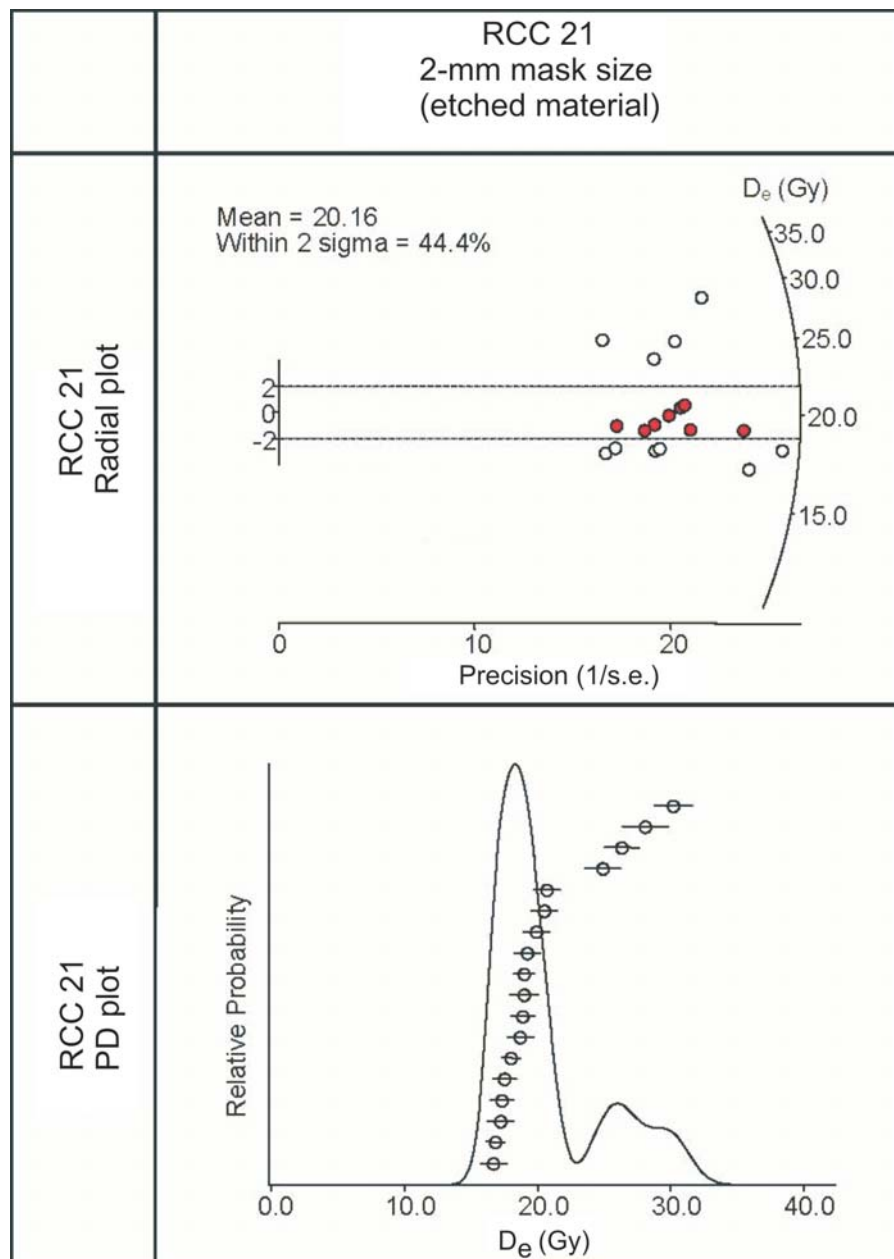 RCC 21
2-mm mask size
(etched material)
RCC 21
Radial plot
Mean = 20.16
Within 2 sigma = 44.4%
Dₑ (Gy)
35.0
30.0
25.0
20.0
15.0
2
0
-2
0
10
20
Precision (1/s.e.)
RCC 21
PD plot
Relative Probability
0.0
10.0
20.0
30.0
40.0
Dₑ (Gy)